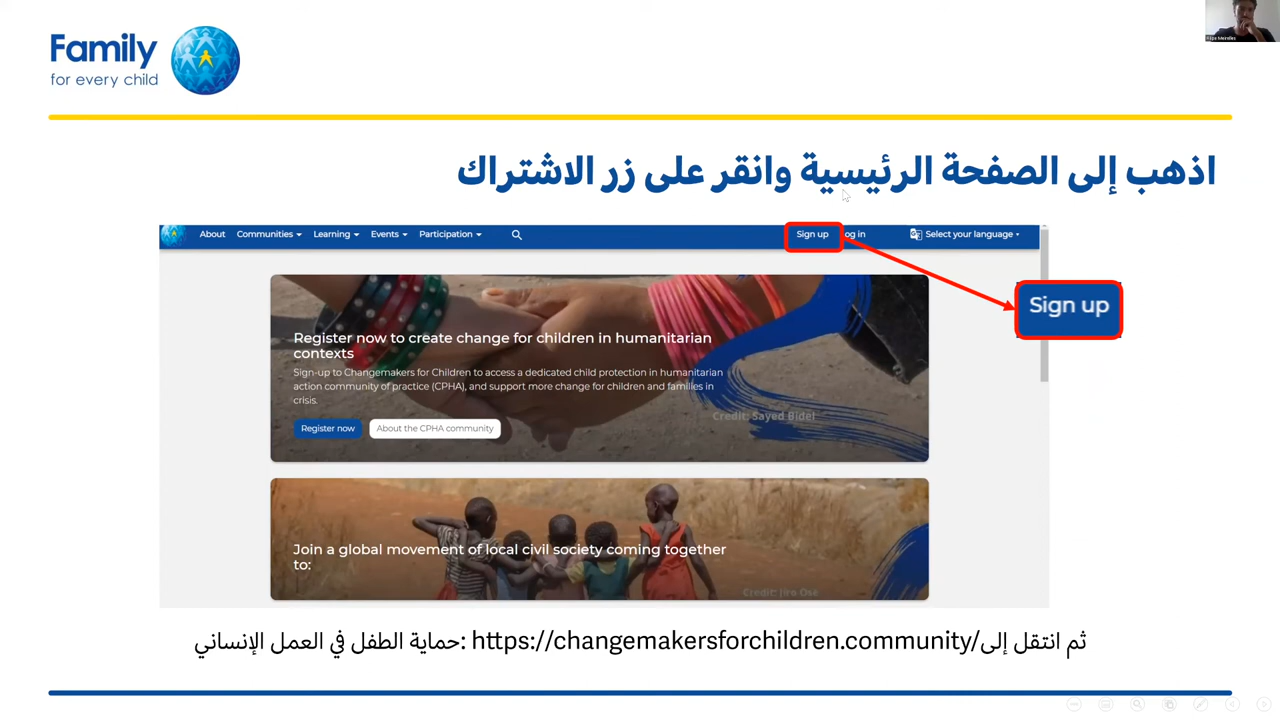 Family
for every child
اذهب إلى الصفحة الرئيسية وانقر على زر الاشتراك
About Communities Learning Events Participation Sign up og in Select your language
Sign up
Register now to create change for children in humanitarian
contexts
Sign-up to Changemakers for Children to access a dedicated child protection in humanitarian
action community of practice (CPHA), and support more change for children and families in
crisis.
Credit: Sayed Bidel
Register now About the CPHA community
Join a global movement of local civil society coming together
to:
Credit: Jiro Ose
ثم انتقل إلى/https://changemakersforchildren.community :حماية الطفل في العمل الإنساني